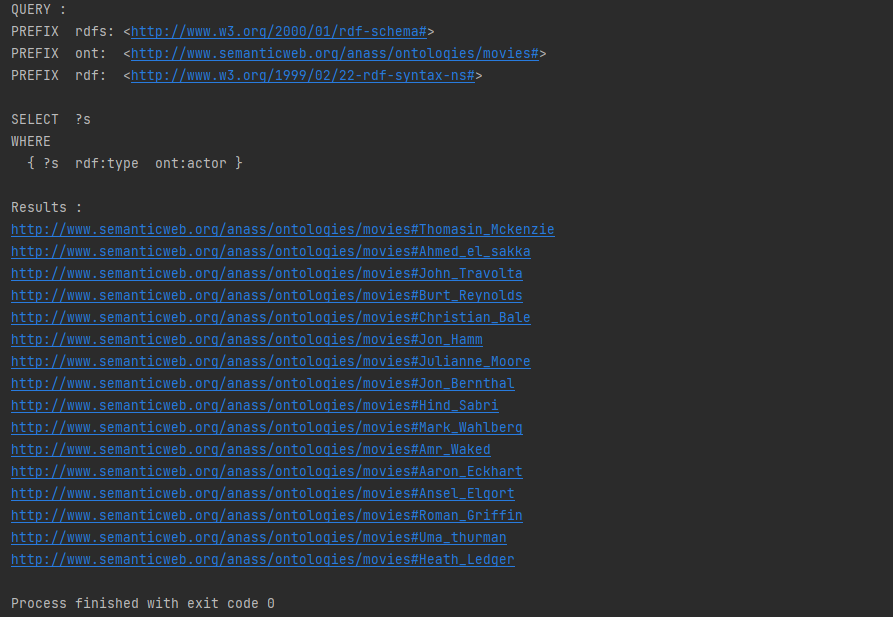 QUERY :
PREFIX  rdfs: <http://www.w3.org/2000/01/rdf-schema#>
PREFIX  ont:  <http://www.semanticweb.org/anass/ontologies/movies#>
PREFIX  rdf:  <http://www.w3.org/1999/02/22-rdf-syntax-ns#>
SELECT  ?s
WHERE
  { ?s  rdf:type  ont:actor }
Results :
http://www.semanticweb.org/anass/ontologies/movies#Thomasin_Mckenzie
http://www.semanticweb.org/anass/ontologies/movies#Ahmed_el_sakka
http://www.semanticweb.org/anass/ontologies/movies#John_Travolta
http://www.semanticweb.org/anass/ontologies/movies#Burt_Reynolds
http://www.semanticweb.org/anass/ontologies/movies#Christian_Bale
http://www.semanticweb.org/anass/ontologies/movies#Jon_Hamm
http://www.semanticweb.org/anass/ontologies/movies#Julianne_Moore
http://www.semanticweb.org/anass/ontologies/movies#Jon_Bernthal
http://www.semanticweb.org/anass/ontologies/movies#Hind_Sabri
http://www.semanticweb.org/anass/ontologies/movies#Mark_Wahlberg
http://www.semanticweb.org/anass/ontologies/movies#Amr_Waked
http://www.semanticweb.org/anass/ontologies/movies#Aaron_Eckhart
http://www.semanticweb.org/anass/ontologies/movies#Ansel_Elgort
http://www.semanticweb.org/anass/ontologies/movies#Roman_Griffin
http://www.semanticweb.org/anass/ontologies/movies#Uma_thurman
http://www.semanticweb.org/anass/ontologies/movies#Heath_Ledger
Process finished with exit code 0